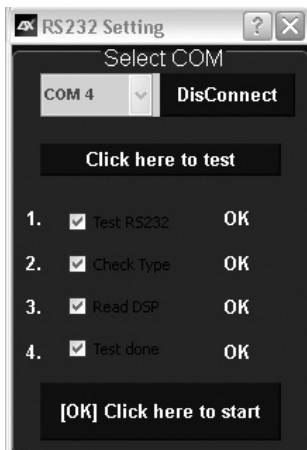 RS232 Setting
Select COM
COM 4 DisConnect
Click here to test
1. Test RS232 OK
2. Check Type OK
3. Read DSP OK
4. Test done OK
[OK] Click here to start